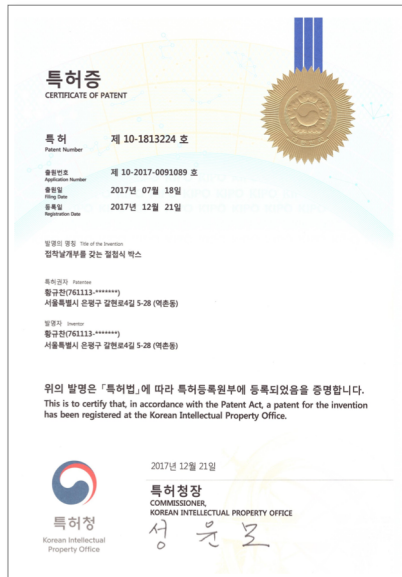 특허증
CERTIFICATE OF PATENT
특 허 제 10-1813224 호
Patent Number
출원번호 제 10-2017-0091089 호
Application Number
출원일 2017년 07월 18일
Filing Date
등록일 2017년 12월 21일
Registration Date
발명의 명칭 Title of the Invention
접착날개부를 갖는 절첩식 박스
특허권자 Patentee
황규찬(761113-*******)
서울특별시 은평구 갈현로4길 5-28 (역촌동)
발명자 Inventor
황규찬(761113-*******)
서울특별시 은평구 갈현로4길 5-28 (역촌동)
위의 발명은 「특허법」에 따라 특허등록원부에 등록되었음을 증명합니다.
This is to certify that, in accordance with the Patent Act, a patent for the invention
has been registered at the Korean Intellectual Property Office.
2017년 12월 21일
특허청장
COMMISSIONER,
KOREAN INTELLECTUAL PROPERTY OFFICE
성 윤 모
특허청
Korean Intellectual
Property Office